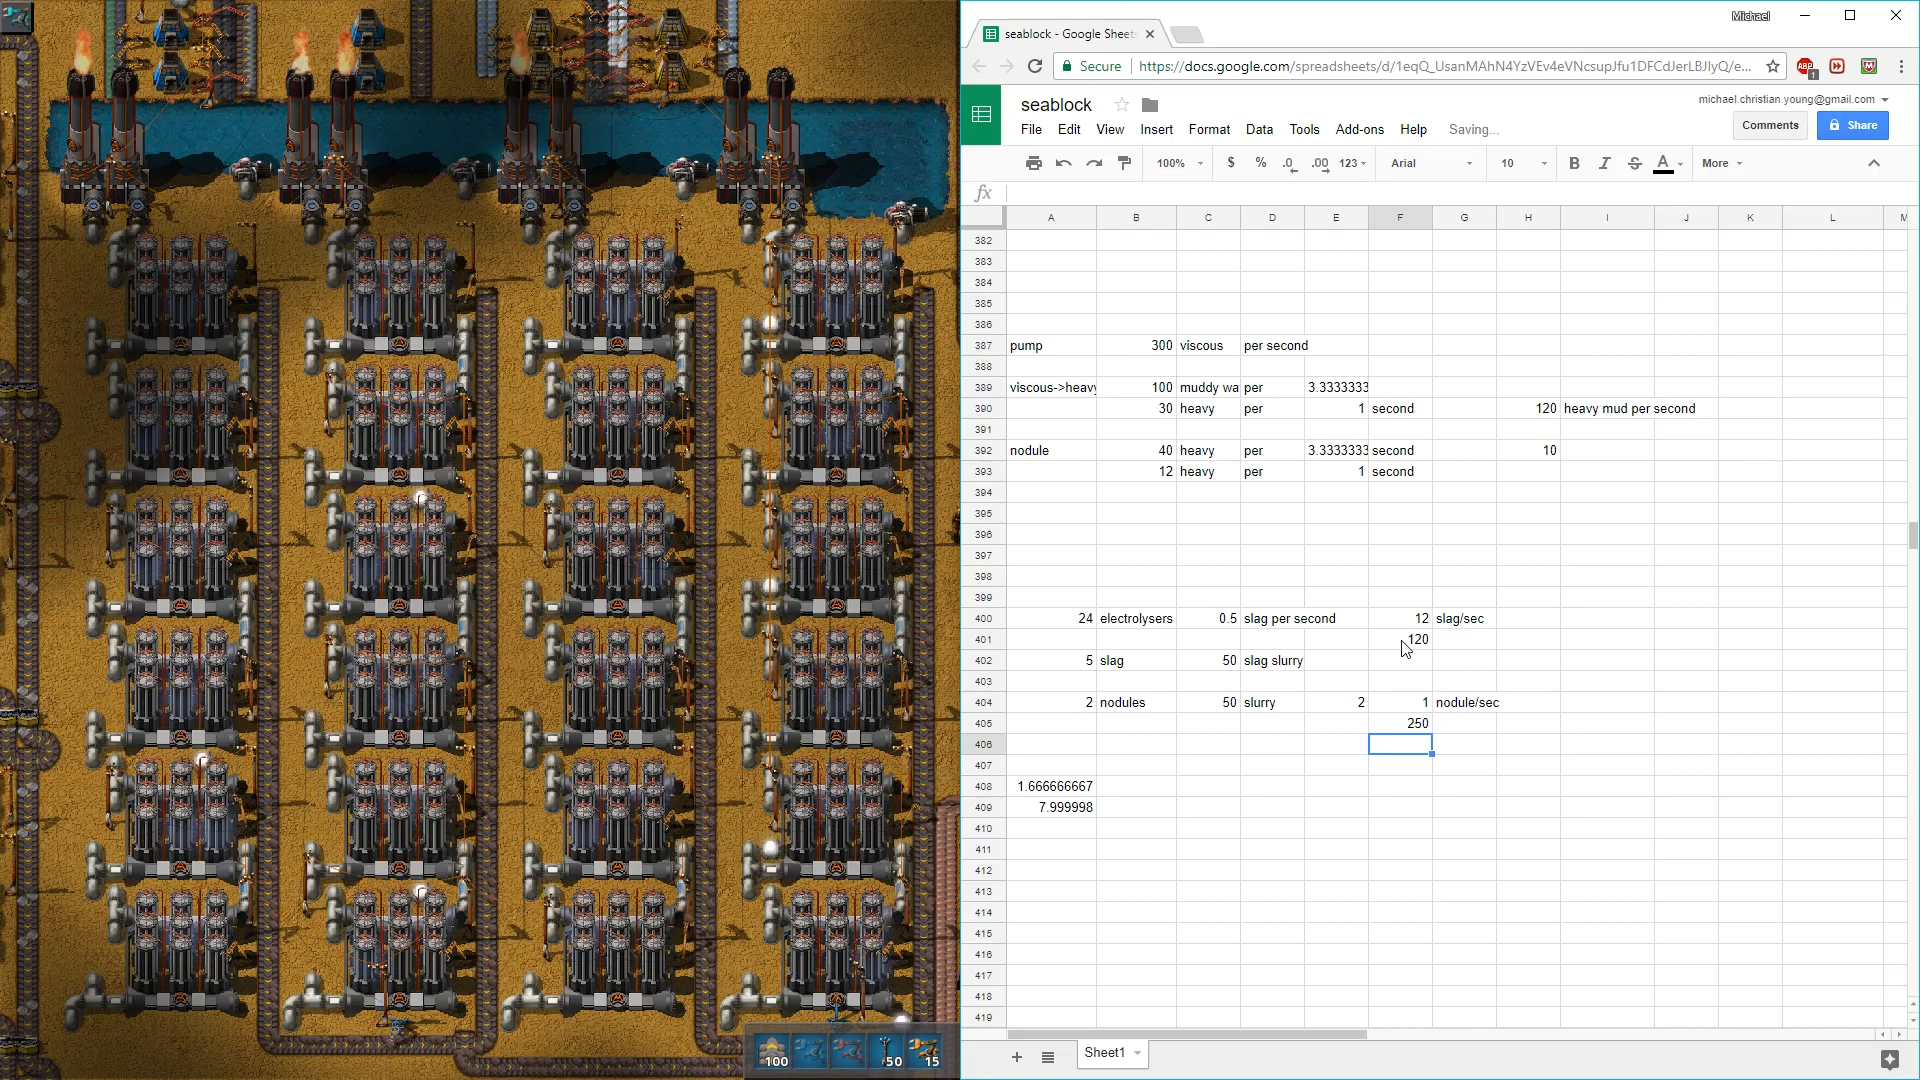 Michael
seablock - Google Sheet
Secure https://docs.google.com/spreadsheets/d/1eqQ_UsanMAhN4YzVEv4eVNcsupJfu1DFCdJerLBJIyQ/e...
ABP
1
seablock
michael.christian.young@gmail.com
File Edit View Insert Format Data Tools Add-ons Help Saving...
Comments Share
100% $ % .0 .00 123 Arial 10 B I S A More
fx
A B C D E F G H I J K L M
382
383
384
385
386
387 pump 300 viscous per second
388
389 viscous->heavy 100 muddy wa per 3.3333333
390 30 heavy per 1 second 120 heavy mud per second
391
392 nodule 40 heavy per 3.3333333 second 10
393 12 heavy per 1 second
394
395
396
397
398
399
400 24 electrolysers 0.5 slag per second 12 slag/sec
401 120
402 5 slag 50 slag slurry
403
404 2 nodules 50 slurry 2 1 nodule/sec
405 250
406
407
408 1.666666667
409 7.999998
410
411
412
413
414
415
416
417
418
419
Sheet1
100 50 15